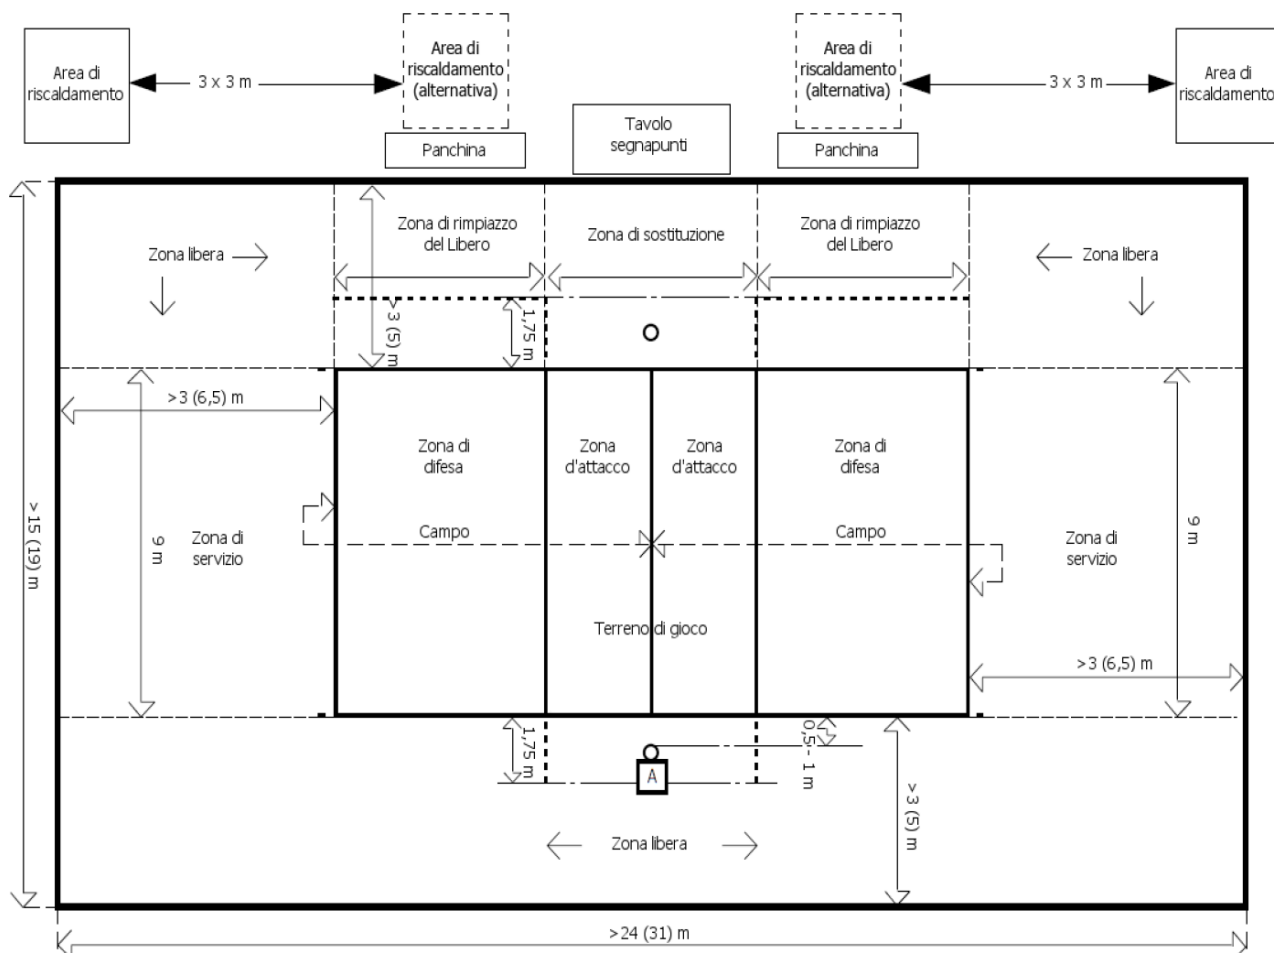 Area di
riscaldamento
3 x 3 m
Area di
riscaldamento
(alternativa)
Area di
riscaldamento
(alternativa)
3 x 3 m
Area di
riscaldamento
Panchina
Tavolo
segnapunti
Panchina
Zona libera
Zona di rimpiazzo
del Libero
Zona di sostituzione
Zona di rimpiazzo
del Libero
Zona libera
>3 (5) m
1,75 m
>3 (6,5) m
Zona di
difesa
Zona
d'attacco
Zona
d'attacco
Zona di
difesa
>15 (19) m
9 m
Zona di
servizio
Campo
Campo
Zona di
servizio
9 m
Terreno di gioco
>3 (6,5) m
1,75 m
A
0,5 - 1 m
>3 (5) m
Zona libera
>24 (31) m